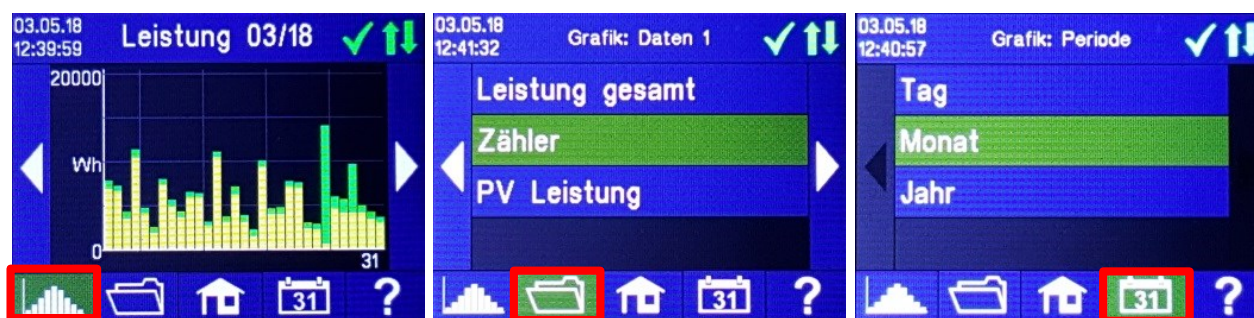 03.05.18
12:39:59
Leistung 03/18
20000
Wh
0
31
31
?
03.05.18
12:41:32
Grafik: Daten 1
Leistung gesamt
Zähler
PV Leistung
31
?
03.05.18
12:40:57
Grafik: Periode
Tag
Monat
Jahr
31
?